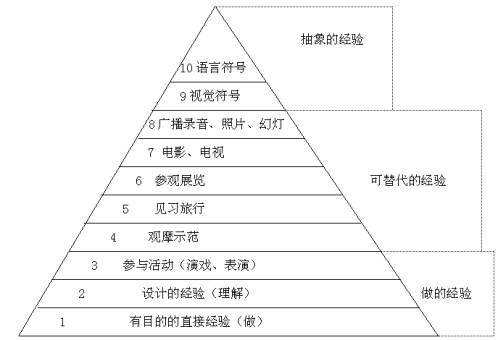 抽象的经验
10语言符号
9视觉符号
8广播录音、照片、幻灯
7 电影、电视
6 参观展览
可替代的经验
5 见习旅行
4 观摩示范
3 参与活动（演戏、表演）
2 设计的经验（理解）
做的经验
1 有目的的直接经验（做）